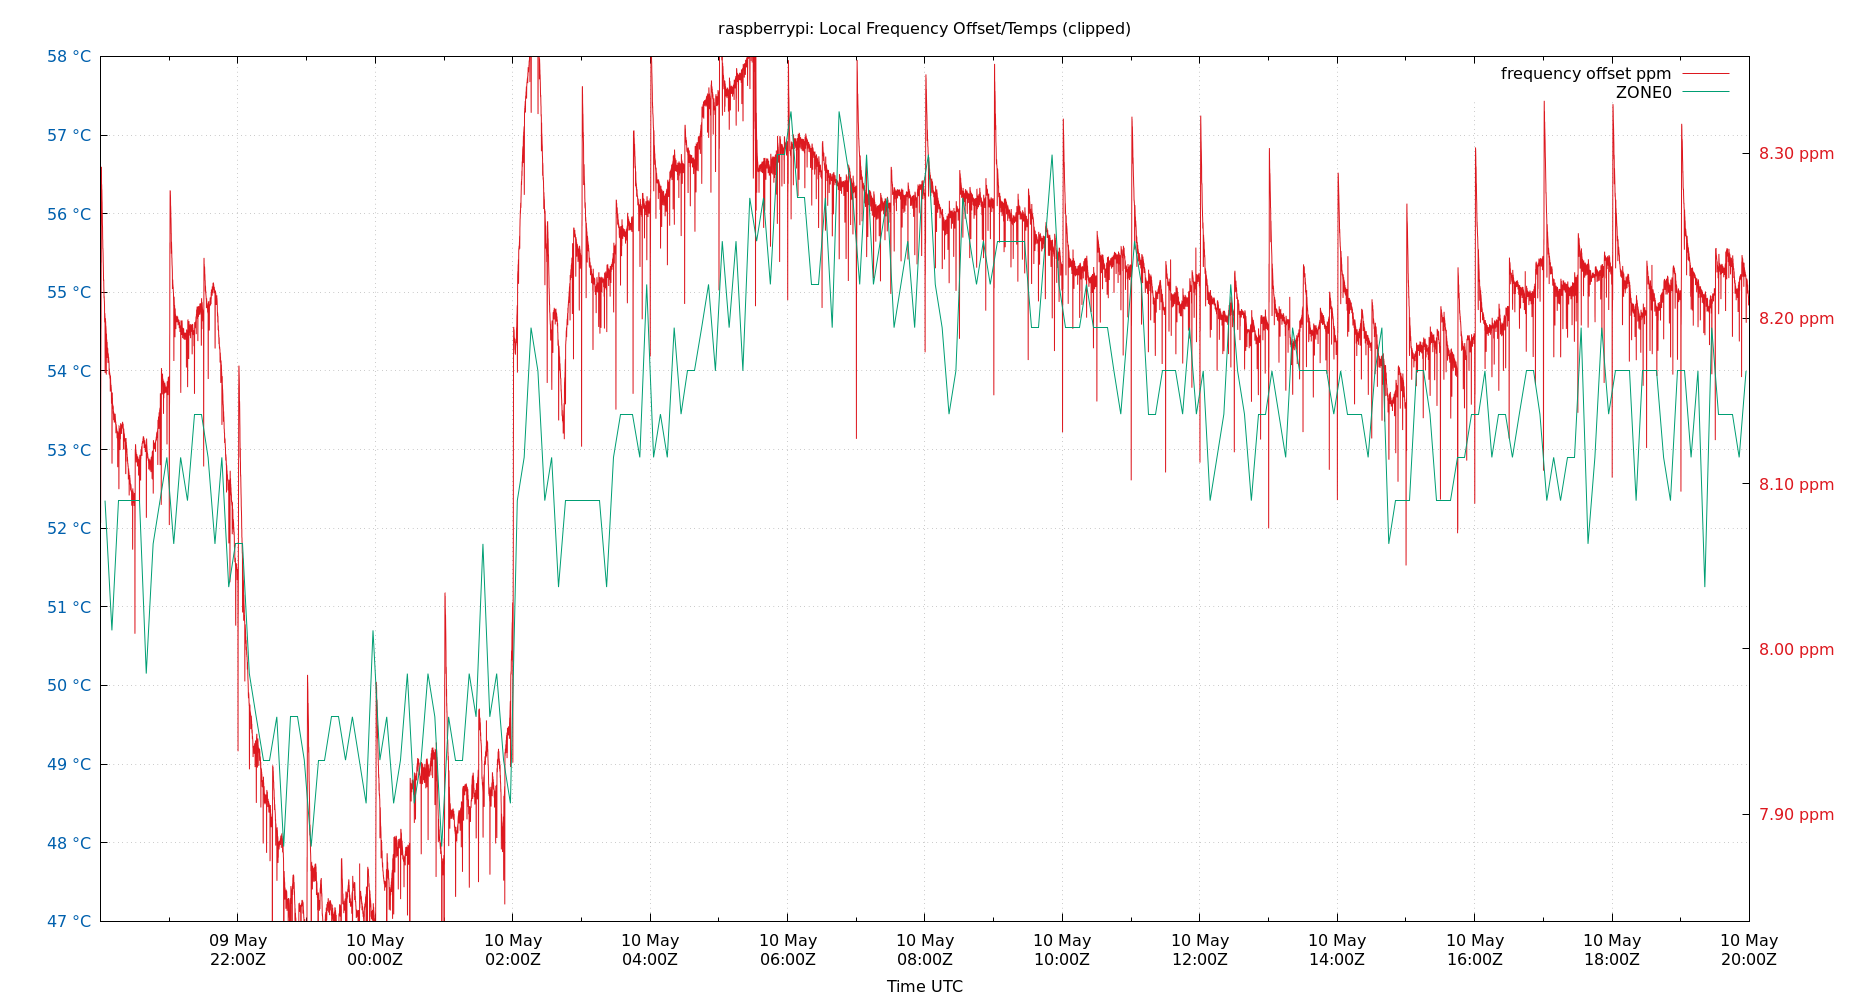 raspberrypi: Local Frequency Offset/Temps (clipped)
frequency offset ppm
ZONE0
58 °C
57 °C
56 °C
55 °C
54 °C
53 °C
52 °C
51 °C
50 °C
49 °C
48 °C
47 °C
8.30 ppm
8.20 ppm
8.10 ppm
8.00 ppm
7.90 ppm
09 May
22:00Z
10 May
00:00Z
10 May
02:00Z
10 May
04:00Z
10 May
06:00Z
10 May
08:00Z
10 May
10:00Z
10 May
12:00Z
10 May
14:00Z
10 May
16:00Z
10 May
18:00Z
10 May
20:00Z
Time UTC